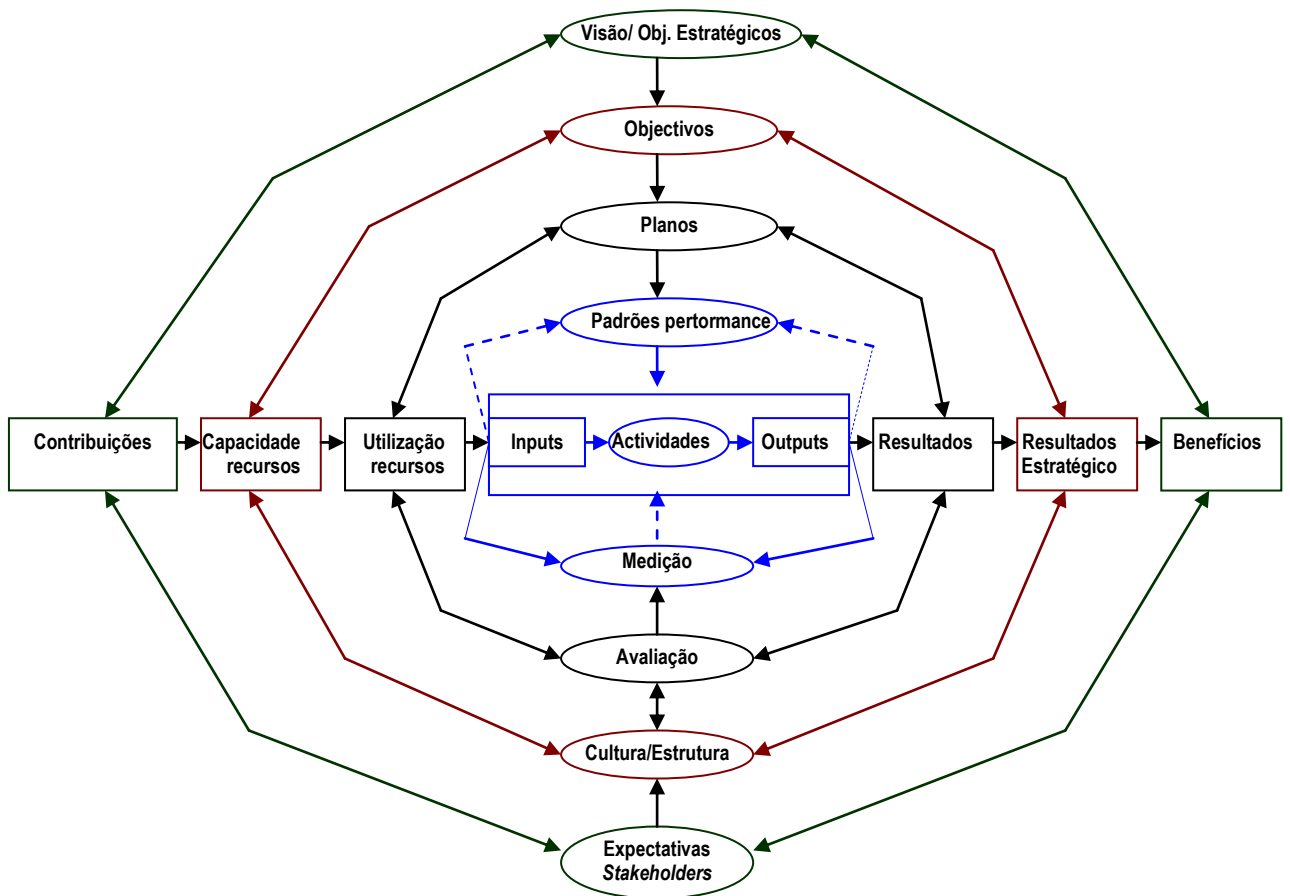 Visão/ Obj. Estratégicos
Objectivos
Planos
Padrões pertormance
Contribuições
Capacidade
recursos
Utilização
recursos
Inputs
Actividades
Outputs
Resultados
Resultados
Estratégico
Benefícios
Medição
Avaliação
Cultura/Estrutura
Expectativas
Stakeholders